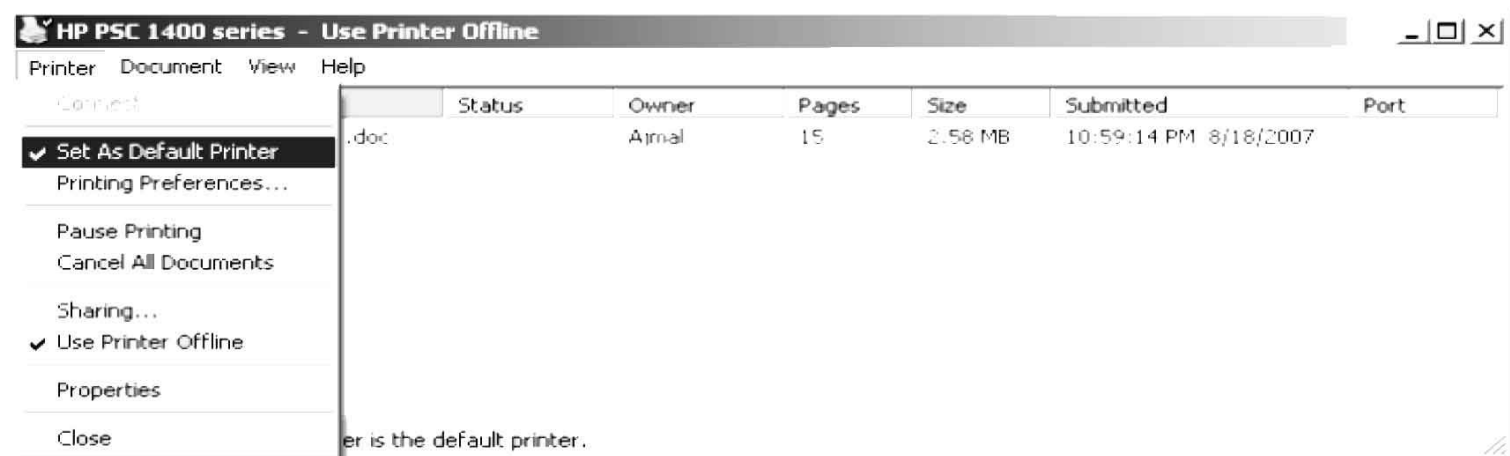 HP PSC 1400 series - Use Printer Offline
Printer Document View Help
Connect
Status Owner Pages Size Submitted Port
.doc Ajmal 15 2.58 MB 10:59:14 PM 8/18/2007
Set As Default Printer
Printing Preferences...
Pause Printing
Cancel All Documents
Sharing...
Use Printer Offline
Properties
Close
er is the default printer.